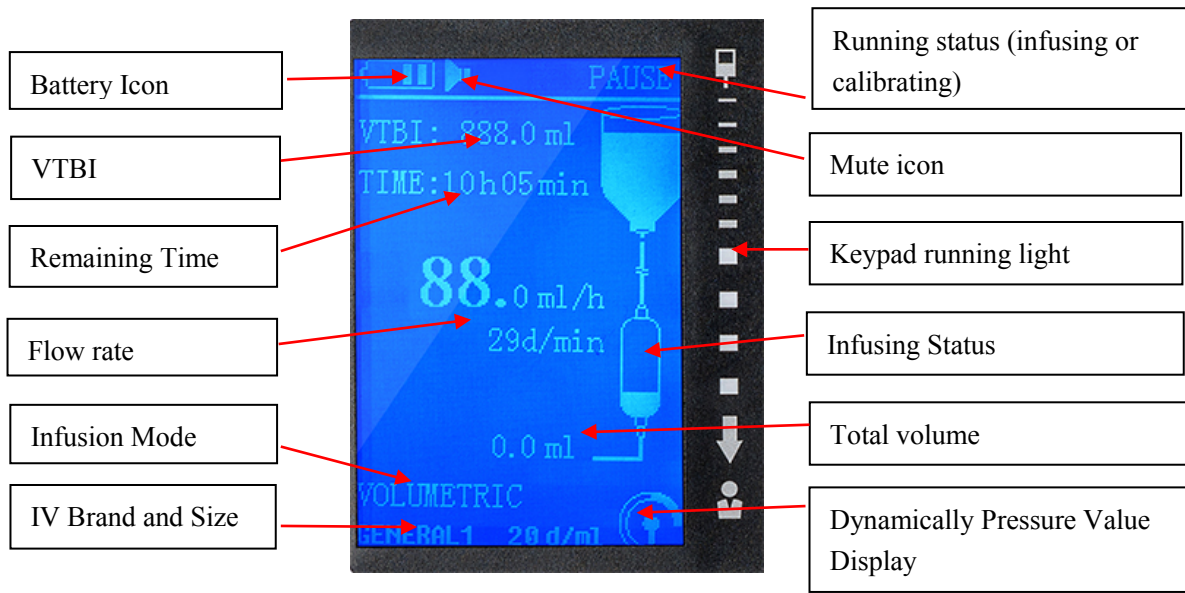 Battery Icon
VTBI
Remaining Time
Flow rate
Infusion Mode
IV Brand and Size
PAUSE
VTBI: 888.0 ml
TIME:10h05min
88.0 ml/h
29d/min
0.0 ml
VOLUMETRIC
GENERAL1 20 d/ml
Running status (infusing or
calibrating)
Mute icon
Keypad running light
Infusing Status
Total volume
Dynamically Pressure Value
Display